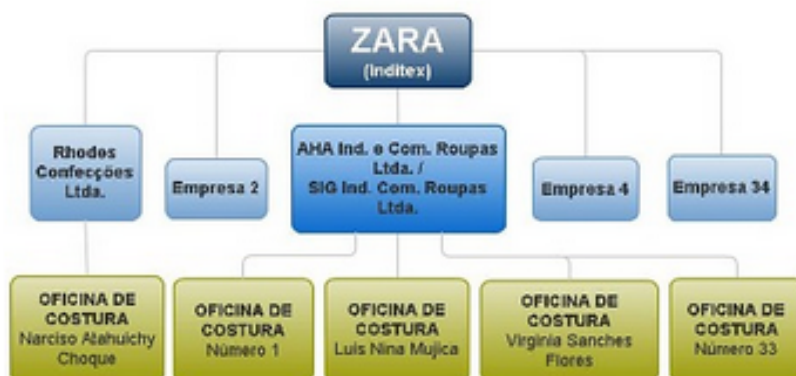 ZARA
(Inditex)
Rhodes
Confecções
Ltda.
Empresa 2
AHA Ind. e Com. Roupas
Ltda. /
SIG Ind. Com. Roupas
Ltda.
Empresa 4
Empresa 34
OFICINA DE
COSTURA
Narciso Atahuichy
Choque
OFICINA DE
COSTURA
Número 1
OFICINA DE
COSTURA
Luis Nina Mujica
OFICINA DE
COSTURA
Virginia Sanches
Flores
OFICINA DE
COSTURA
Número 33